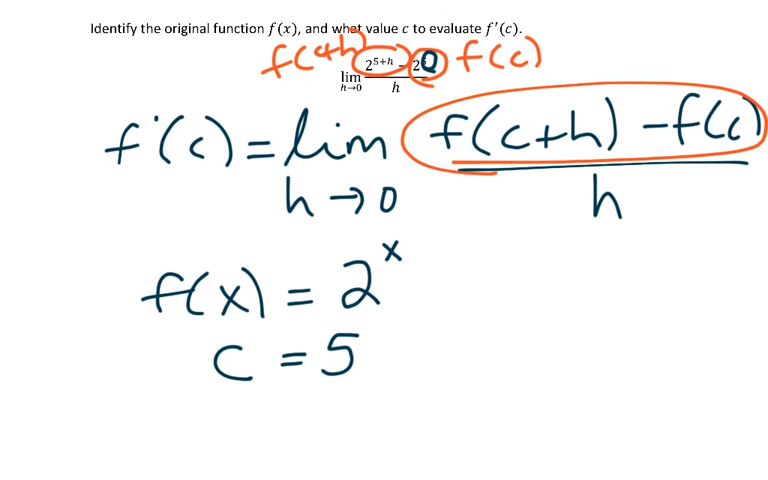 Identify the original function f(x), and what value c to evaluate f'(c).
f(c+h) f(c)
lim h→0 2^{5+h} − 2 / h
f'(c) = lim h→0 f(c+h) − f(c) / h
f(x) = 2^x
c = 5